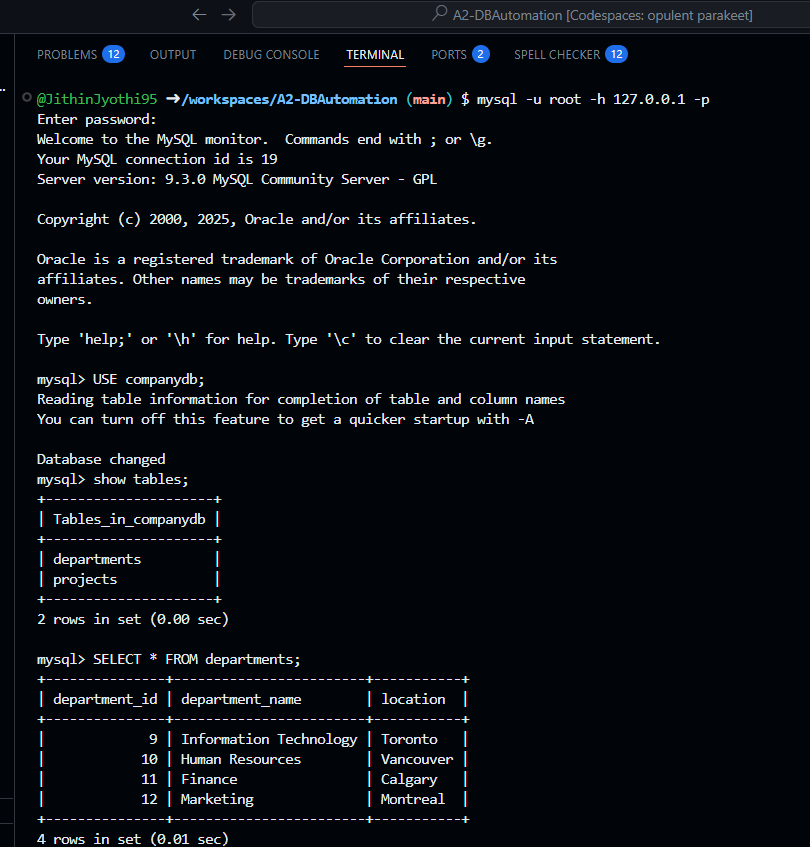 A2-DBAutomation [Codespaces: opulent parakeet]
PROBLEMS 12 OUTPUT DEBUG CONSOLE TERMINAL PORTS 2 SPELL CHECKER 12
@JithinJyothi95 ➜/workspaces/A2-DBAutomation (main) $ mysql -u root -h 127.0.0.1 -p
Enter password:
Welcome to the MySQL monitor.  Commands end with ; or \g.
Your MySQL connection id is 19
Server version: 9.3.0 MySQL Community Server - GPL
Copyright (c) 2000, 2025, Oracle and/or its affiliates.
Oracle is a registered trademark of Oracle Corporation and/or its
affiliates. Other names may be trademarks of their respective
owners.
Type 'help;' or '\h' for help. Type '\c' to clear the current input statement.
mysql> USE companydb;
Reading table information for completion of table and column names
You can turn off this feature to get a quicker startup with -A
Database changed
mysql> show tables;
+---------------------+
| Tables_in_companydb |
+---------------------+
| departments         |
| projects            |
+---------------------+
2 rows in set (0.00 sec)
mysql> SELECT * FROM departments;
+---------------+------------------------+-----------+
| department_id | department_name        | location  |
+---------------+------------------------+-----------+
|             9 | Information Technology | Toronto   |
|            10 | Human Resources        | Vancouver |
|            11 | Finance                | Calgary   |
|            12 | Marketing              | Montreal  |
+---------------+------------------------+-----------+
4 rows in set (0.01 sec)